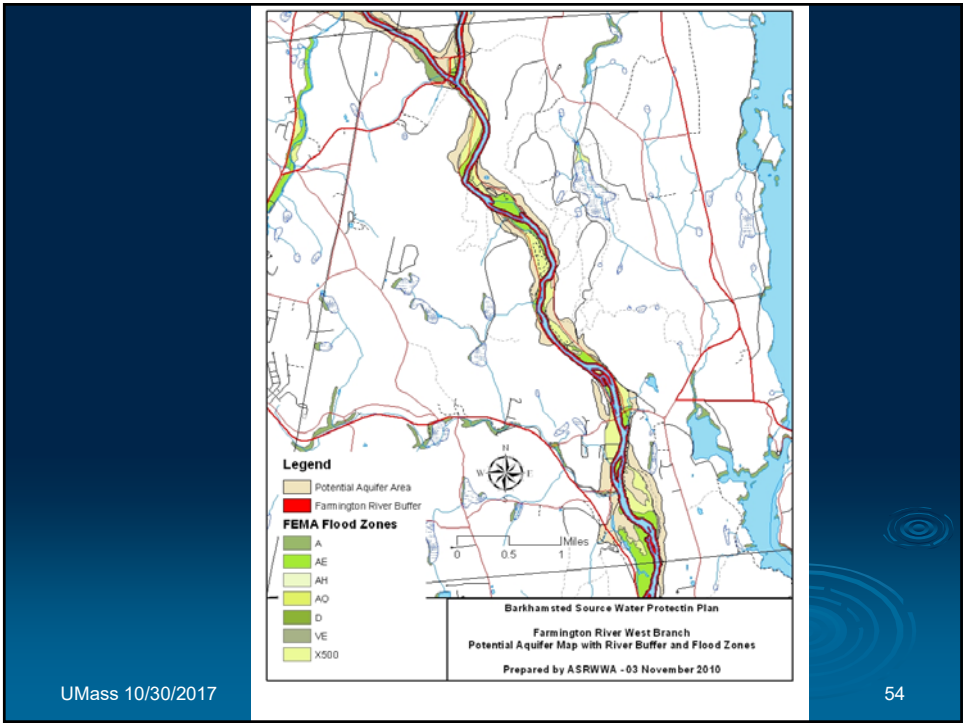 N
W
E
S
Legend
Potential Aquifer Area
Farmington River Buffer
FEMA Flood Zones
A
AE
AH
AO
D
VE
X500
Miles
0 0.5 1
Barkhamsted Source Water Protectin Plan
Farmington River West Branch
Potential Aquifer Map with River Buffer and Flood Zones
Prepared by ASRWWA - 03 November 2010
UMass 10/30/2017
54